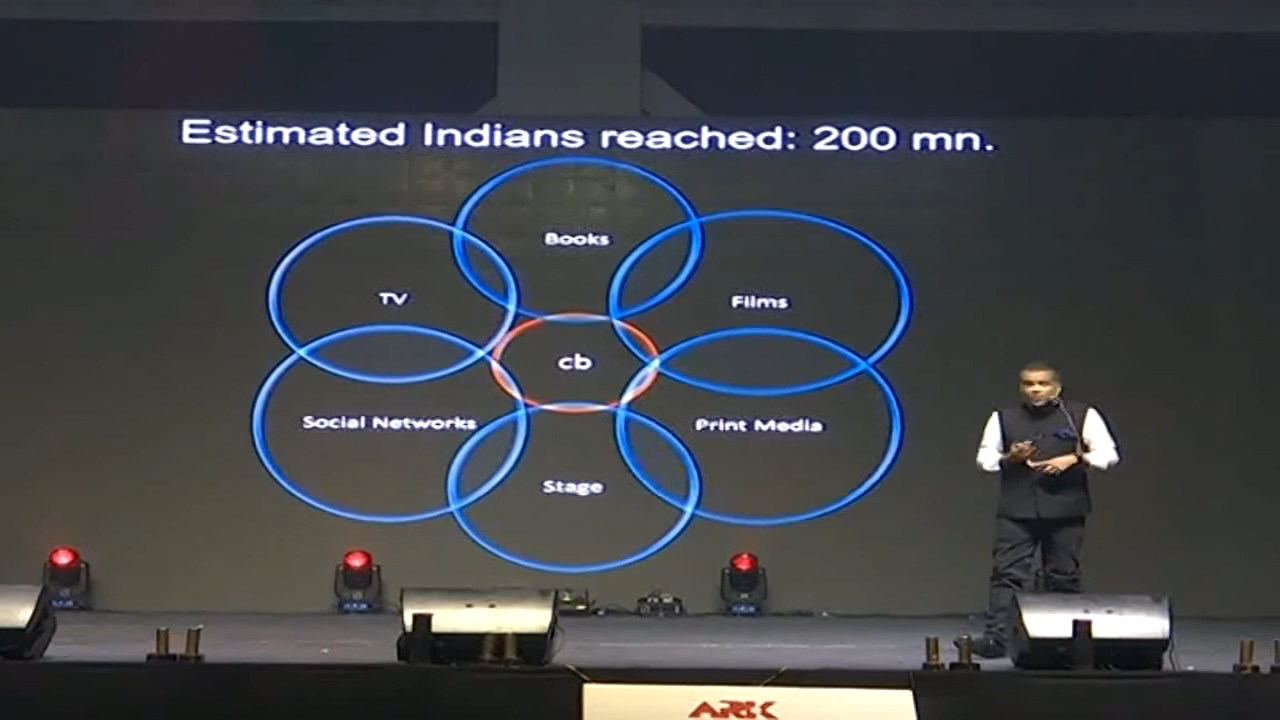 Estimated Indians reached: 200 mn.
Books
TV
Films
cb
Social Networks
Print Media
Stage
ARK